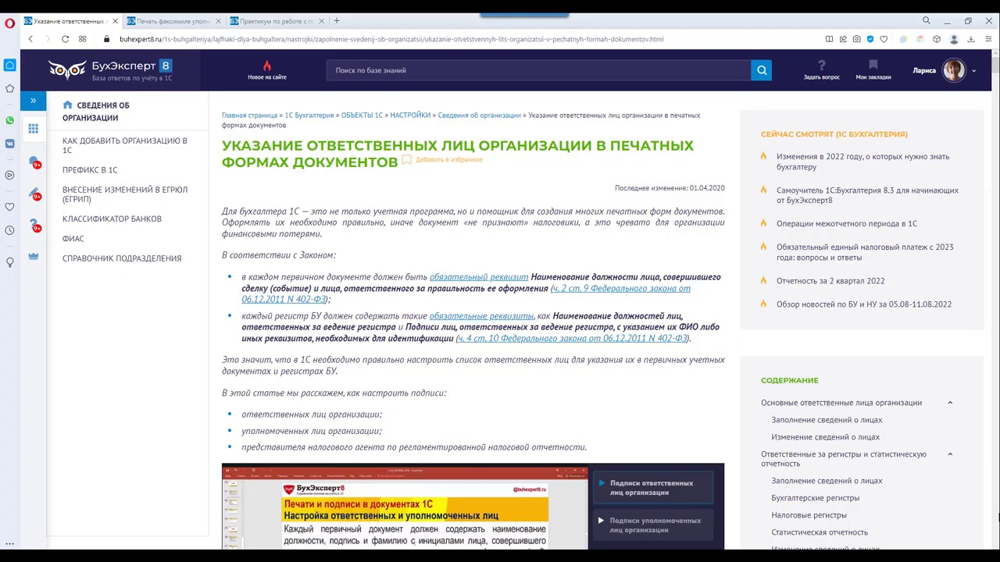 Указание ответственных л
Печать факсимиле уполн
Практикум по работе с п
buhexpert8.ru/1s-buhgalteriya/lajfhaki-dlya-buhgaltera/nastrojki/zapolnenie-svedenij-ob-organizatsii/ukazanie-otvetstvennyh-lits-organizatsii-v-pechatnyh-formah-dokumentov.html
БухЭксперт 8
База ответов по учёту в 1С
Новое на сайте
Поиск по базе знаний
Задать вопрос
Мои закладки
Лариса
СВЕДЕНИЯ ОБ
ОРГАНИЗАЦИИ
КАК ДОБАВИТЬ ОРГАНИЗАЦИЮ В
1С
ПРЕФИКС В 1С
ВНЕСЕНИЕ ИЗМЕНЕНИЙ В ЕГРЮЛ
(ЕГРИП)
КЛАССИФИКАТОР БАНКОВ
ФИАС
СПРАВОЧНИК ПОДРАЗДЕЛЕНИЯ
9+
9+
9+
Главная страница » 1С Бухгалтерия » ОБЪЕКТЫ 1С » НАСТРОЙКИ » Сведения об организации » Указание ответственных лиц организации в печатных
формах документов
УКАЗАНИЕ ОТВЕТСТВЕННЫХ ЛИЦ ОРГАНИЗАЦИИ В ПЕЧАТНЫХ
ФОРМАХ ДОКУМЕНТОВ Добавить в избранное
Последнее изменение: 01.04.2020
Для бухгалтера 1С — это не только учетная программа, но и помощник для создания многих печатных форм документов.
Оформлять их необходимо правильно, иначе документ «не признают» налоговики, а это чревато для организации
финансовыми потерями.
В соответствии с Законом:
в каждом первичном документе должен быть обязательный реквизит Наименование должности лица, совершившего
сделку (событие) и лица, ответственного за правильность ее оформления (ч. 2 ст. 9 Федерального закона от
06.12.2011 N 402-ФЗ);
каждый регистр БУ должен содержать такие обязательные реквизиты, как Наименование должностей лиц,
ответственных за ведение регистра и Подписи лиц, ответственных за ведение регистра, с указанием их ФИО либо
иных реквизитов, необходимых для идентификации (ч. 4 ст. 10 Федерального закона от 06.12.2011 N 402-ФЗ).
Это значит, что в 1С необходимо правильно настроить список ответственных лиц для указания их в первичных учетных
документах и регистрах БУ.
В этой статье мы расскажем, как настроить подписи:
ответственных лиц организации;
уполномоченных лиц организации;
представителя налогового агента по регламентированной налоговой отчетности.
БухЭксперт8
@buhexpert8.ru
Печати и подписи в документах 1С
Настройка ответственных и уполномоченных лиц
Каждый первичный документ должен содержать наименование
должности, подпись и фамилию с инициалами лица, совершившего
Подписи ответственных
лиц организации
Подписи уполномоченных
лиц организации
СЕЙЧАС СМОТРЯТ (1С БУХГАЛТЕРИЯ)
Изменения в 2022 году, о которых нужно знать
бухгалтеру
Самоучитель 1С:Бухгалтерия 8.3 для начинающих
от БухЭксперт8
Операции межотчетного периода в 1С
Обязательный единый налоговый платеж с 2023
года: вопросы и ответы
Отчетность за 2 квартал 2022
Обзор новостей по БУ и НУ за 05.08-11.08.2022
СОДЕРЖАНИЕ
Основные ответственные лица организации
Заполнение сведений о лицах
Изменение сведений о лицах
Ответственные за регистры и статистическую
отчетность
Заполнение сведений о лицах
Бухгалтерские регистры
Налоговые регистры
Статистическая отчетность
Изменение сведений о лицах